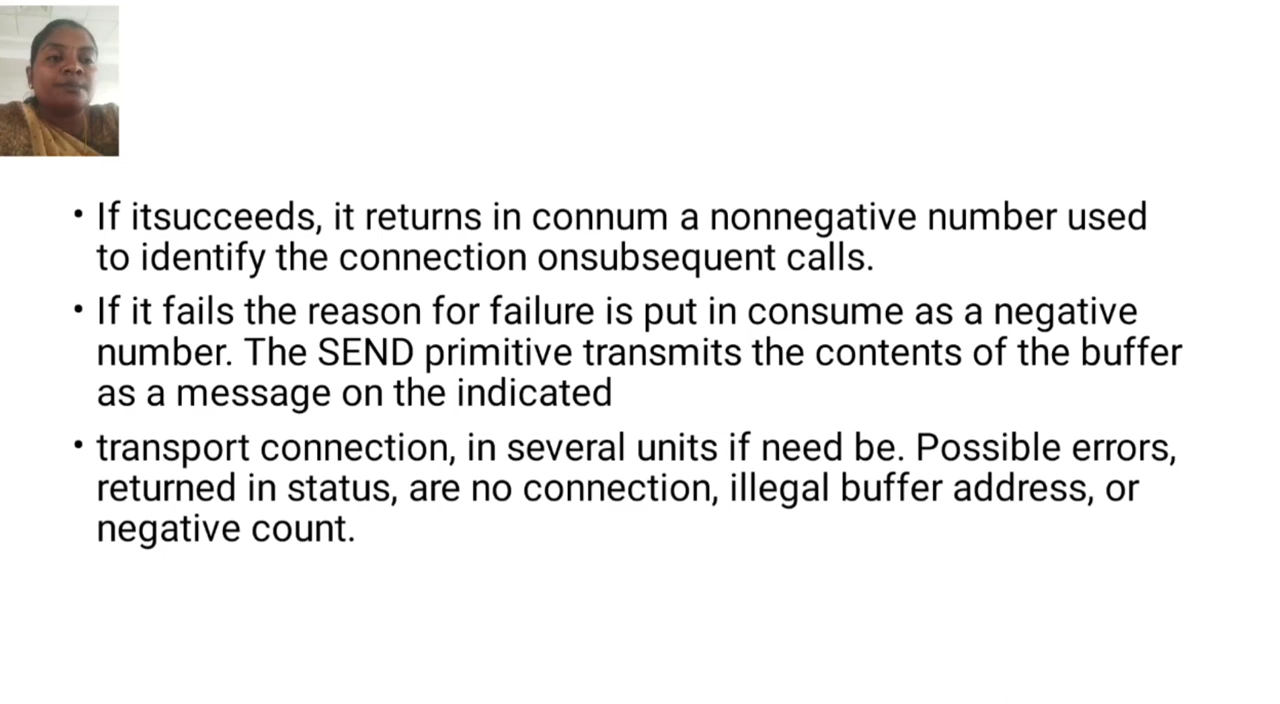 • If itsucceeds, it returns in connum a nonnegative number used
to identify the connection onsubsequent calls.
• If it fails the reason for failure is put in consume as a negative
number. The SEND primitive transmits the contents of the buffer
as a message on the indicated
• transport connection, in several units if need be. Possible errors,
returned in status, are no connection, illegal buffer address, or
negative count.